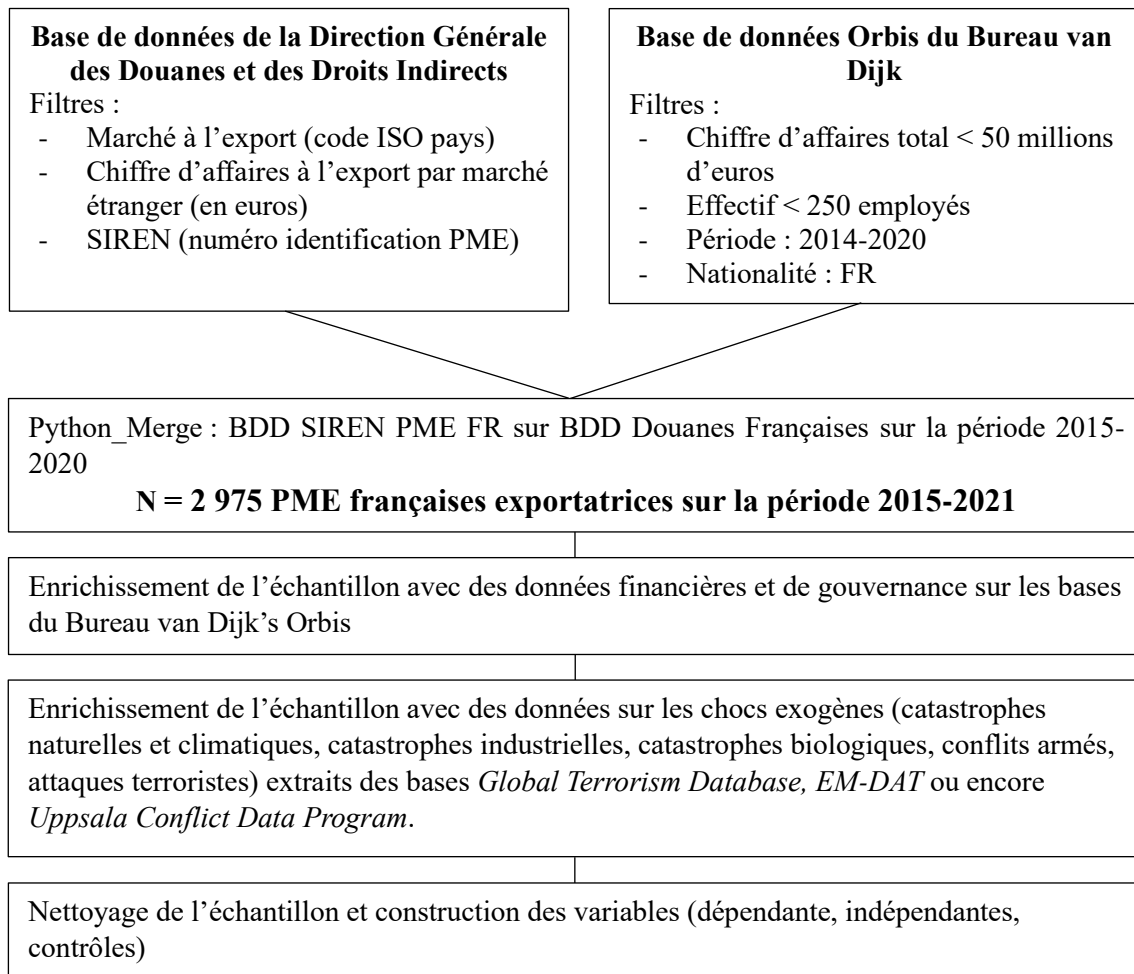 Base de données de la Direction Générale
des Douanes et des Droits Indirects
Filtres :
- Marché à l’export (code ISO pays)
- Chiffre d’affaires à l’export par marché
étranger (en euros)
- SIREN (numéro identification PME)
Base de données Orbis du Bureau van
Dijk
Filtres :
- Chiffre d’affaires total < 50 millions
d’euros
- Effectif < 250 employés
- Période : 2014-2020
- Nationalité : FR
Python_Merge : BDD SIREN PME FR sur BDD Douanes Françaises sur la période 2015-
2020
N = 2 975 PME françaises exportatrices sur la période 2015-2021
Enrichissement de l’échantillon avec des données financières et de gouvernance sur les bases
du Bureau van Dijk’s Orbis
Enrichissement de l’échantillon avec des données sur les chocs exogènes (catastrophes
naturelles et climatiques, catastrophes industrielles, catastrophes biologiques, conflits armés,
attaques terroristes) extraits des bases Global Terrorism Database, EM-DAT ou encore
Uppsala Conflict Data Program.
Nettoyage de l’échantillon et construction des variables (dépendante, indépendantes,
contrôles)